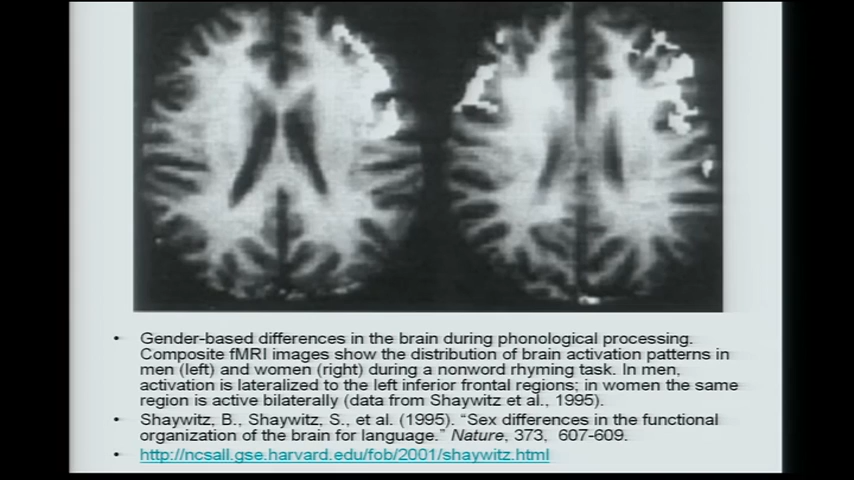 • Gender-based differences in the brain during phonological processing.
Composite fMRI images show the distribution of brain activation patterns in
men (left) and women (right) during a nonword rhyming task. In men,
activation is lateralized to the left inferior frontal regions; in women the same
region is active bilaterally (data from Shaywitz et al., 1995).
• Shaywitz, B., Shaywitz, S., et al. (1995). “Sex differences in the functional
organization of the brain for language.” Nature, 373, 607-609.
• http://ncsall.gse.harvard.edu/fob/2001/shaywitz.html